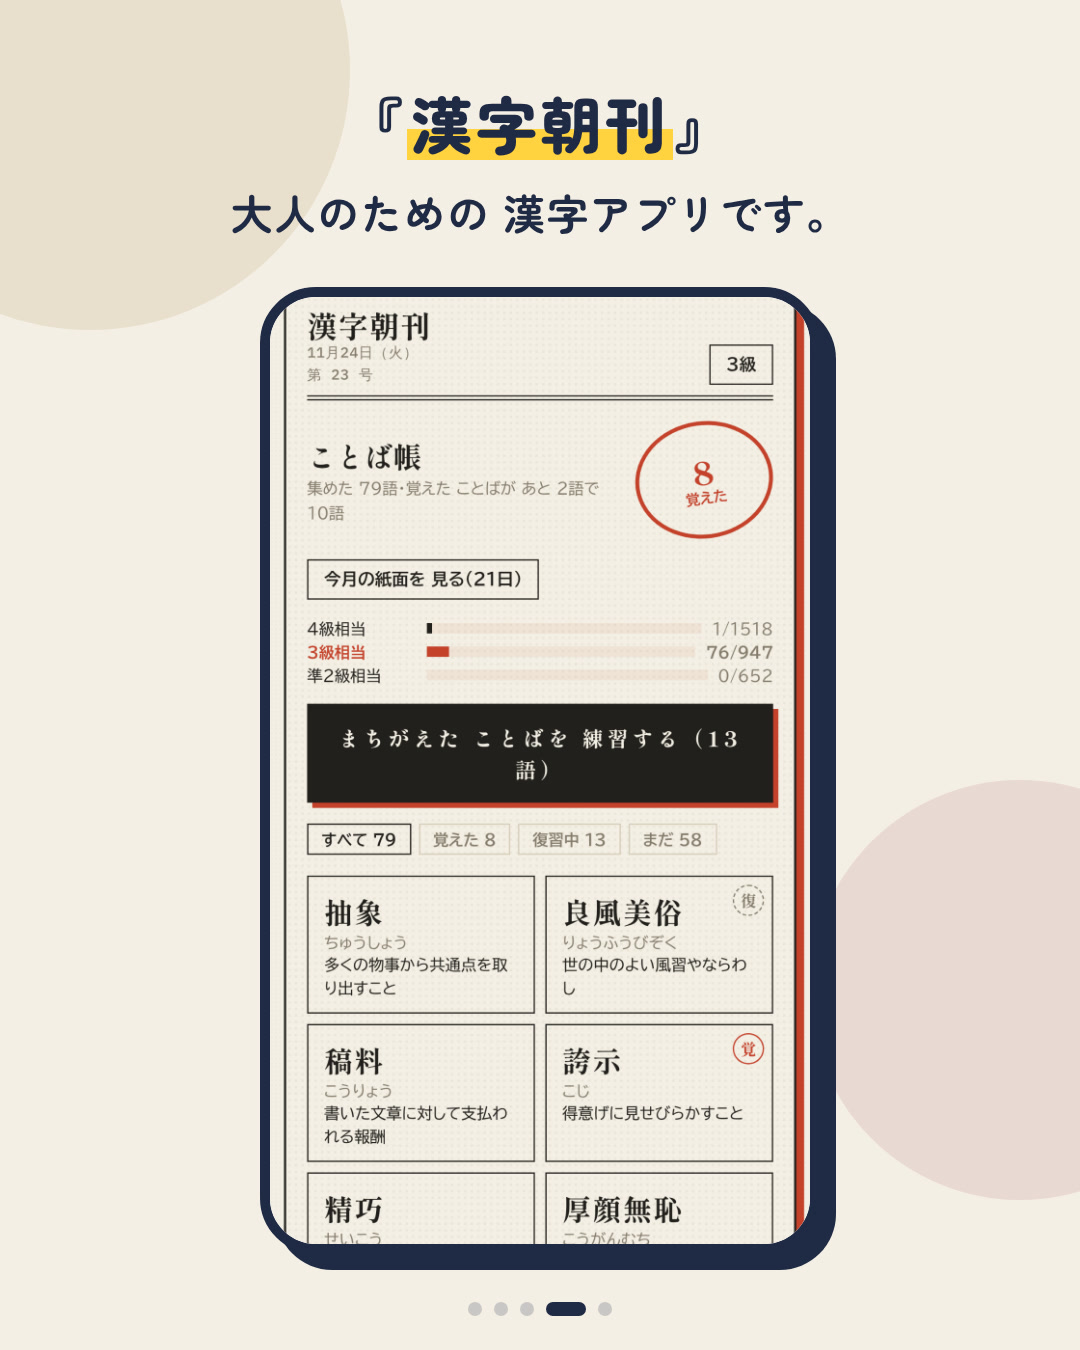 『漢字朝刊』
大人のための 漢字アプリです。
漢字朝刊
11月24日（火）
第 23 号
3級
ことば帳
集めた 79語・覚えた ことばが あと 2語で
10語
8
覚えた
今月の紙面を 見る（21日）
4級相当 1/1518
3級相当 76/947
準2級相当 0/652
まちがえた ことばを 練習する（13
語）
すべて 79 覚えた 8 復習中 13 まだ 58
抽象
ちゅうしょう
多くの物事から共通点を取
り出すこと
良風美俗
復
りょうふうびぞく
世の中のよい風習やならわ
し
稿料
こうりょう
書いた文章に対して支払わ
れる報酬
誇示
覚
こじ
得意げに見せびらかすこと
精巧
せいこう
厚顔無恥
こうがんむち